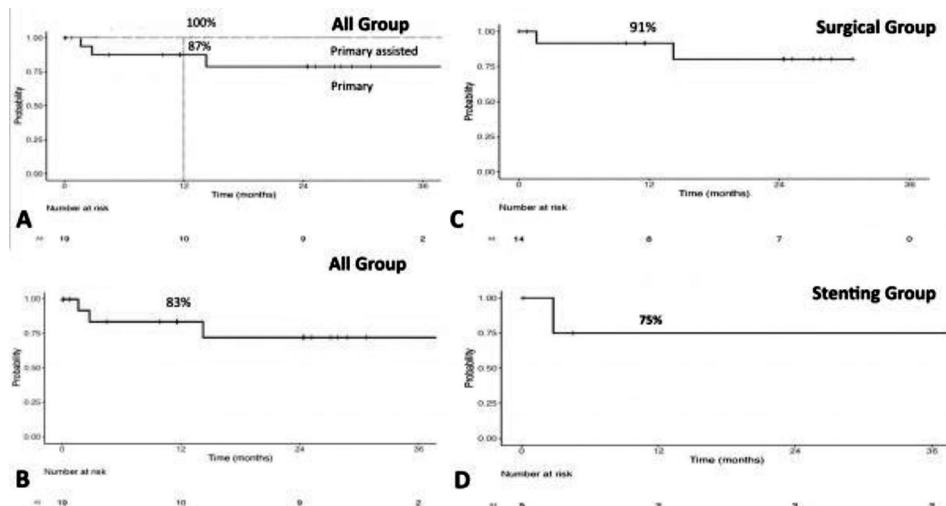 All Group
100%
87%
Primary assisted
Primary
Probability
1.00
0.75
0.50
0.25
0.00
0
12
24
36
Time (months)
Number at risk
A
19
10
9
2
Surgical Group
91%
Probability
1.00
0.75
0.50
0.25
0.00
0
12
24
36
Time (months)
Number at risk
C
14
7
0
All Group
83%
Probability
1.00
0.75
0.50
0.25
0.00
0
12
24
36
Time (months)
Number at risk
B
19
10
9
2
Stenting Group
75%
Probability
1.00
0.75
0.50
0.25
0.00
0
12
24
36
Time (months)
Number at risk
D